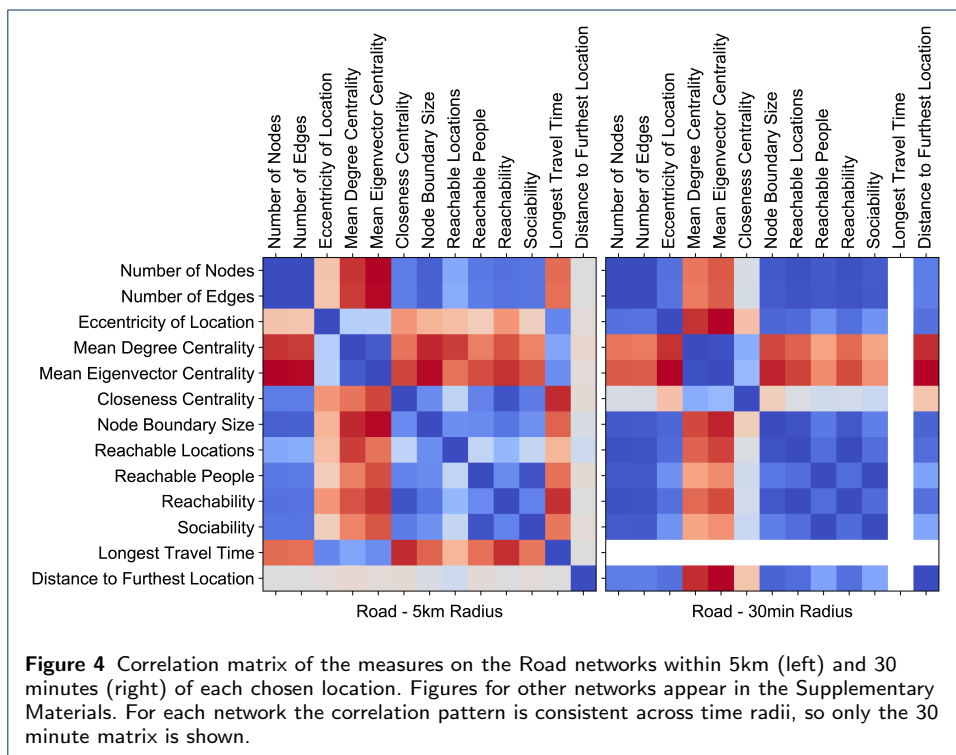 Number of Nodes
Number of Edges
Eccentricity of Location
Mean Degree Centrality
Mean Eigenvector Centrality
Closeness Centrality
Node Boundary Size
Reachable Locations
Reachable People
Reachability
Sociability
Longest Travel Time
Distance to Furthest Location
Number of Nodes
Number of Edges
Eccentricity of Location
Mean Degree Centrality
Mean Eigenvector Centrality
Closeness Centrality
Node Boundary Size
Reachable Locations
Reachable People
Reachability
Sociability
Longest Travel Time
Distance to Furthest Location
Number of Nodes
Number of Edges
Eccentricity of Location
Mean Degree Centrality
Mean Eigenvector Centrality
Closeness Centrality
Node Boundary Size
Reachable Locations
Reachable People
Reachability
Sociability
Longest Travel Time
Distance to Furthest Location
Road - 5km Radius
Road - 30min Radius
Figure 4 Correlation matrix of the measures on the Road networks within 5km (left) and 30
minutes (right) of each chosen location. Figures for other networks appear in the Supplementary
Materials. For each network the correlation pattern is consistent across time radii, so only the 30
minute matrix is shown.